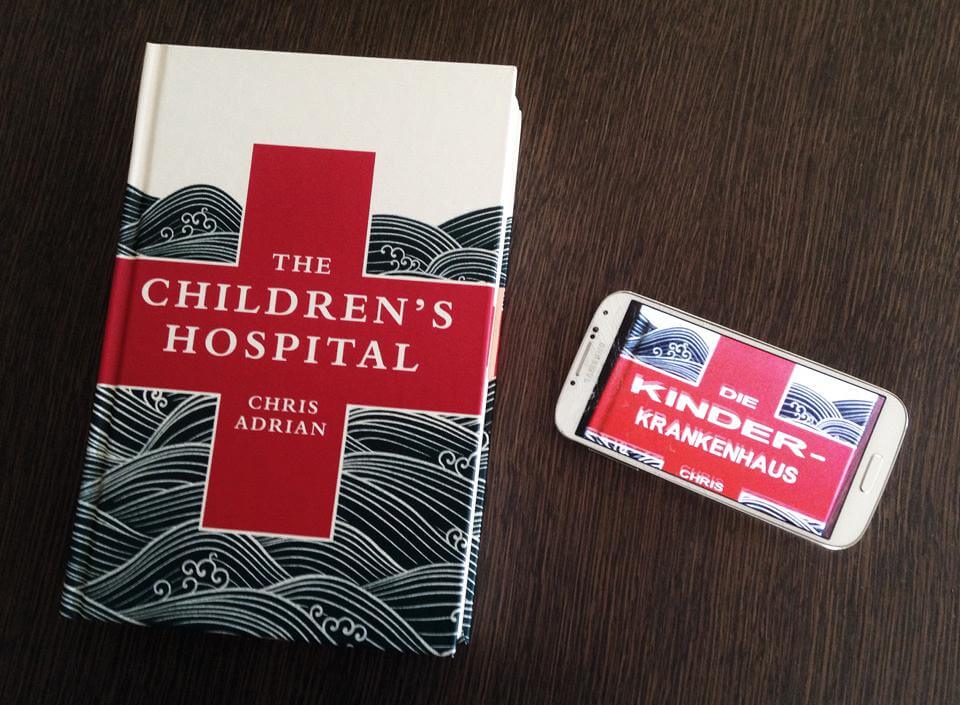 THE
CHILDREN'S
HOSPITAL
CHRIS
ADRIAN
SAMSUNG
DIE
KINDER-
KRANKENHAUS
CHRIS